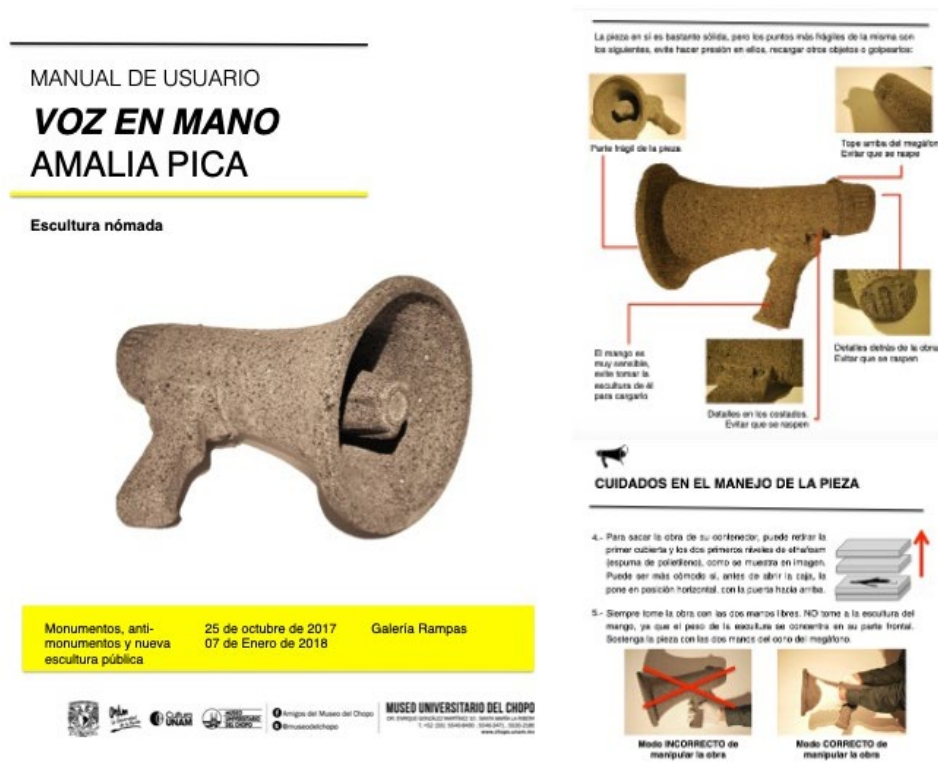 MANUAL DE USUARIO
VOZ EN MANO
AMALIA PICA
Escultura nómada
Monumentos, anti-
monumentos y nueva
escultura pública
25 de octubre de 2017
07 de Enero de 2018
Galería Rampas
Cultura
UNAM
MUSEO
UNIVERSITARIO
DEL CHOPO
Amigos del Museo del Chopo
@museodelchopo
MUSEO UNIVERSITARIO DEL CHOPO
www.chopo.unam.mx
La pieza en sí es bastante sólida, pero los puntos más frágiles de la misma son
los siguientes, evite hacer presión en ellos, recargar otros objetos o golpearlos:
Parte frágil de la pieza
Tope arriba del megáfon
Evitar que se raspe
El mango es
muy sensible,
evite tomar la
escultura de él
para cargarlo
Detalles en los costados.
Evitar que se raspen
Detalles detrás de la obra
Evitar que se raspen
CUIDADOS EN EL MANEJO DE LA PIEZA
4.- Para sacar la obra de su contenedor, puede retirar la
primer cubierta y los dos primeros niveles de ethafoam
(espuma de polietileno), como se muestra en imagen.
Puede ser más cómodo si, antes de abrir la caja, la
pone en posición horizontal, con la puerta hacia arriba.
5.- Siempre tome la obra con las dos manos libres. NO tome a la escultura del
mango, ya que el peso de la escultura se concentra en su parte frontal.
Sostenga la pieza con las dos manos del cono del megáfono.
Modo INCORRECTO de
manipular la obra
Modo CORRECTO de
manipular la obra